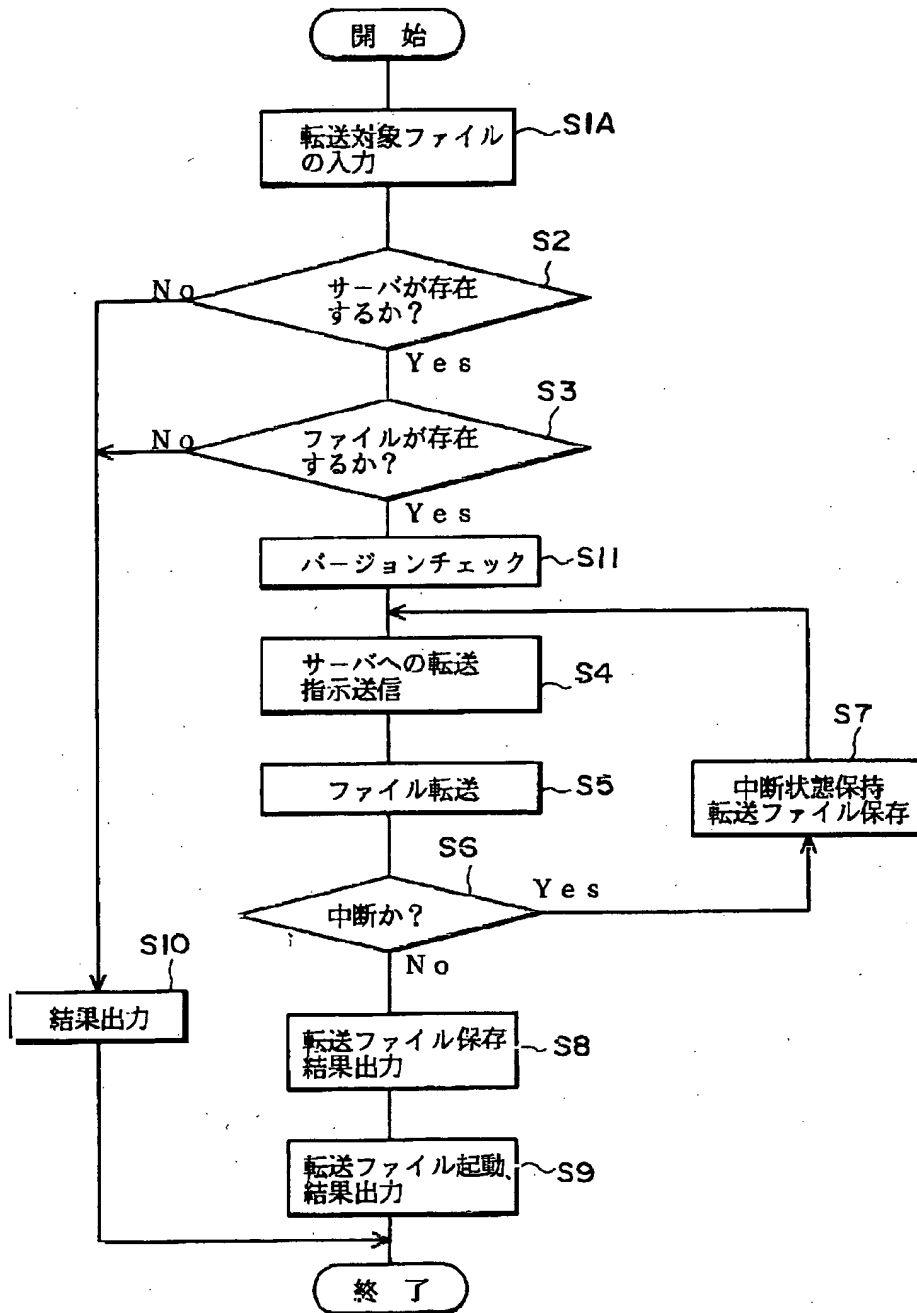 開 始
転送対象ファイル
の入力
S1A
サーバが存在
するか？
S2
No
Yes
ファイルが存在
するか？
S3
No
Yes
バージョンチェック
S11
サーバへの転送
指示送信
S4
ファイル転送
S5
中断状態保持
転送ファイル保存
S7
中断か？
S6
Yes
No
結果出力
S10
転送ファイル保存
結果出力
S8
転送ファイル起動、
結果出力
S9
終 了